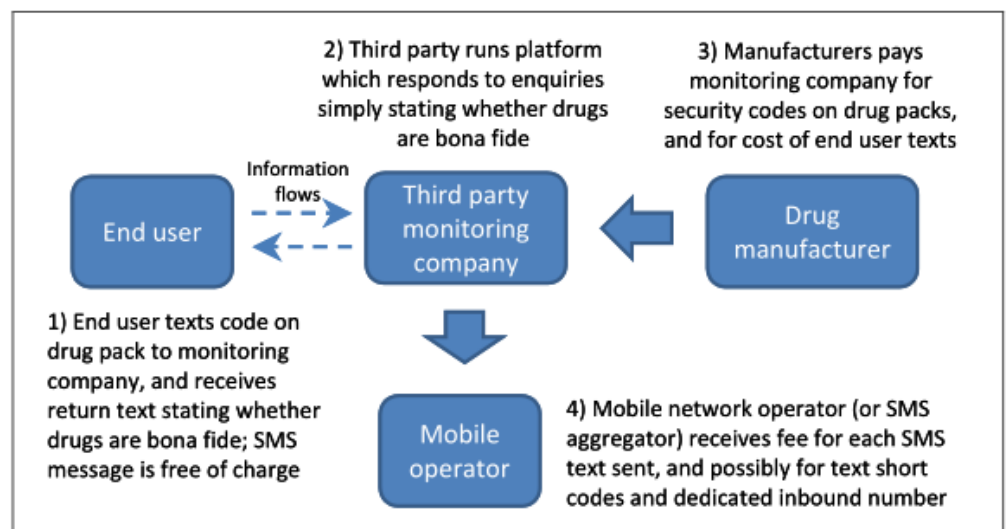 2) Third party runs platform
which responds to enquiries
simply stating whether drugs
are bona fide
3) Manufacturers pays
monitoring company for
security codes on drug packs,
and for cost of end user texts
Information
flows
End user
Third party
monitoring
company
Drug
manufacturer
1) End user texts code on
drug pack to monitoring
company, and receives
return text stating whether
drugs are bona fide; SMS
message is free of charge
Mobile
operator
4) Mobile network operator (or SMS
aggregator) receives fee for each SMS
text sent, and possibly for text short
codes and dedicated inbound number